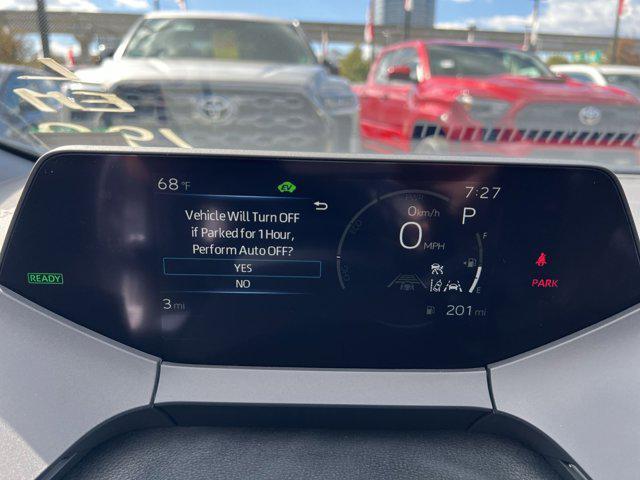 68 °F
EV
7:27
Vehicle Will Turn OFF
if Parked for 1 Hour,
Perform Auto OFF?
YES
NO
PWR
0 km/h
0 MPH
P
F
E
READY
PARK
3 mi
201 mi